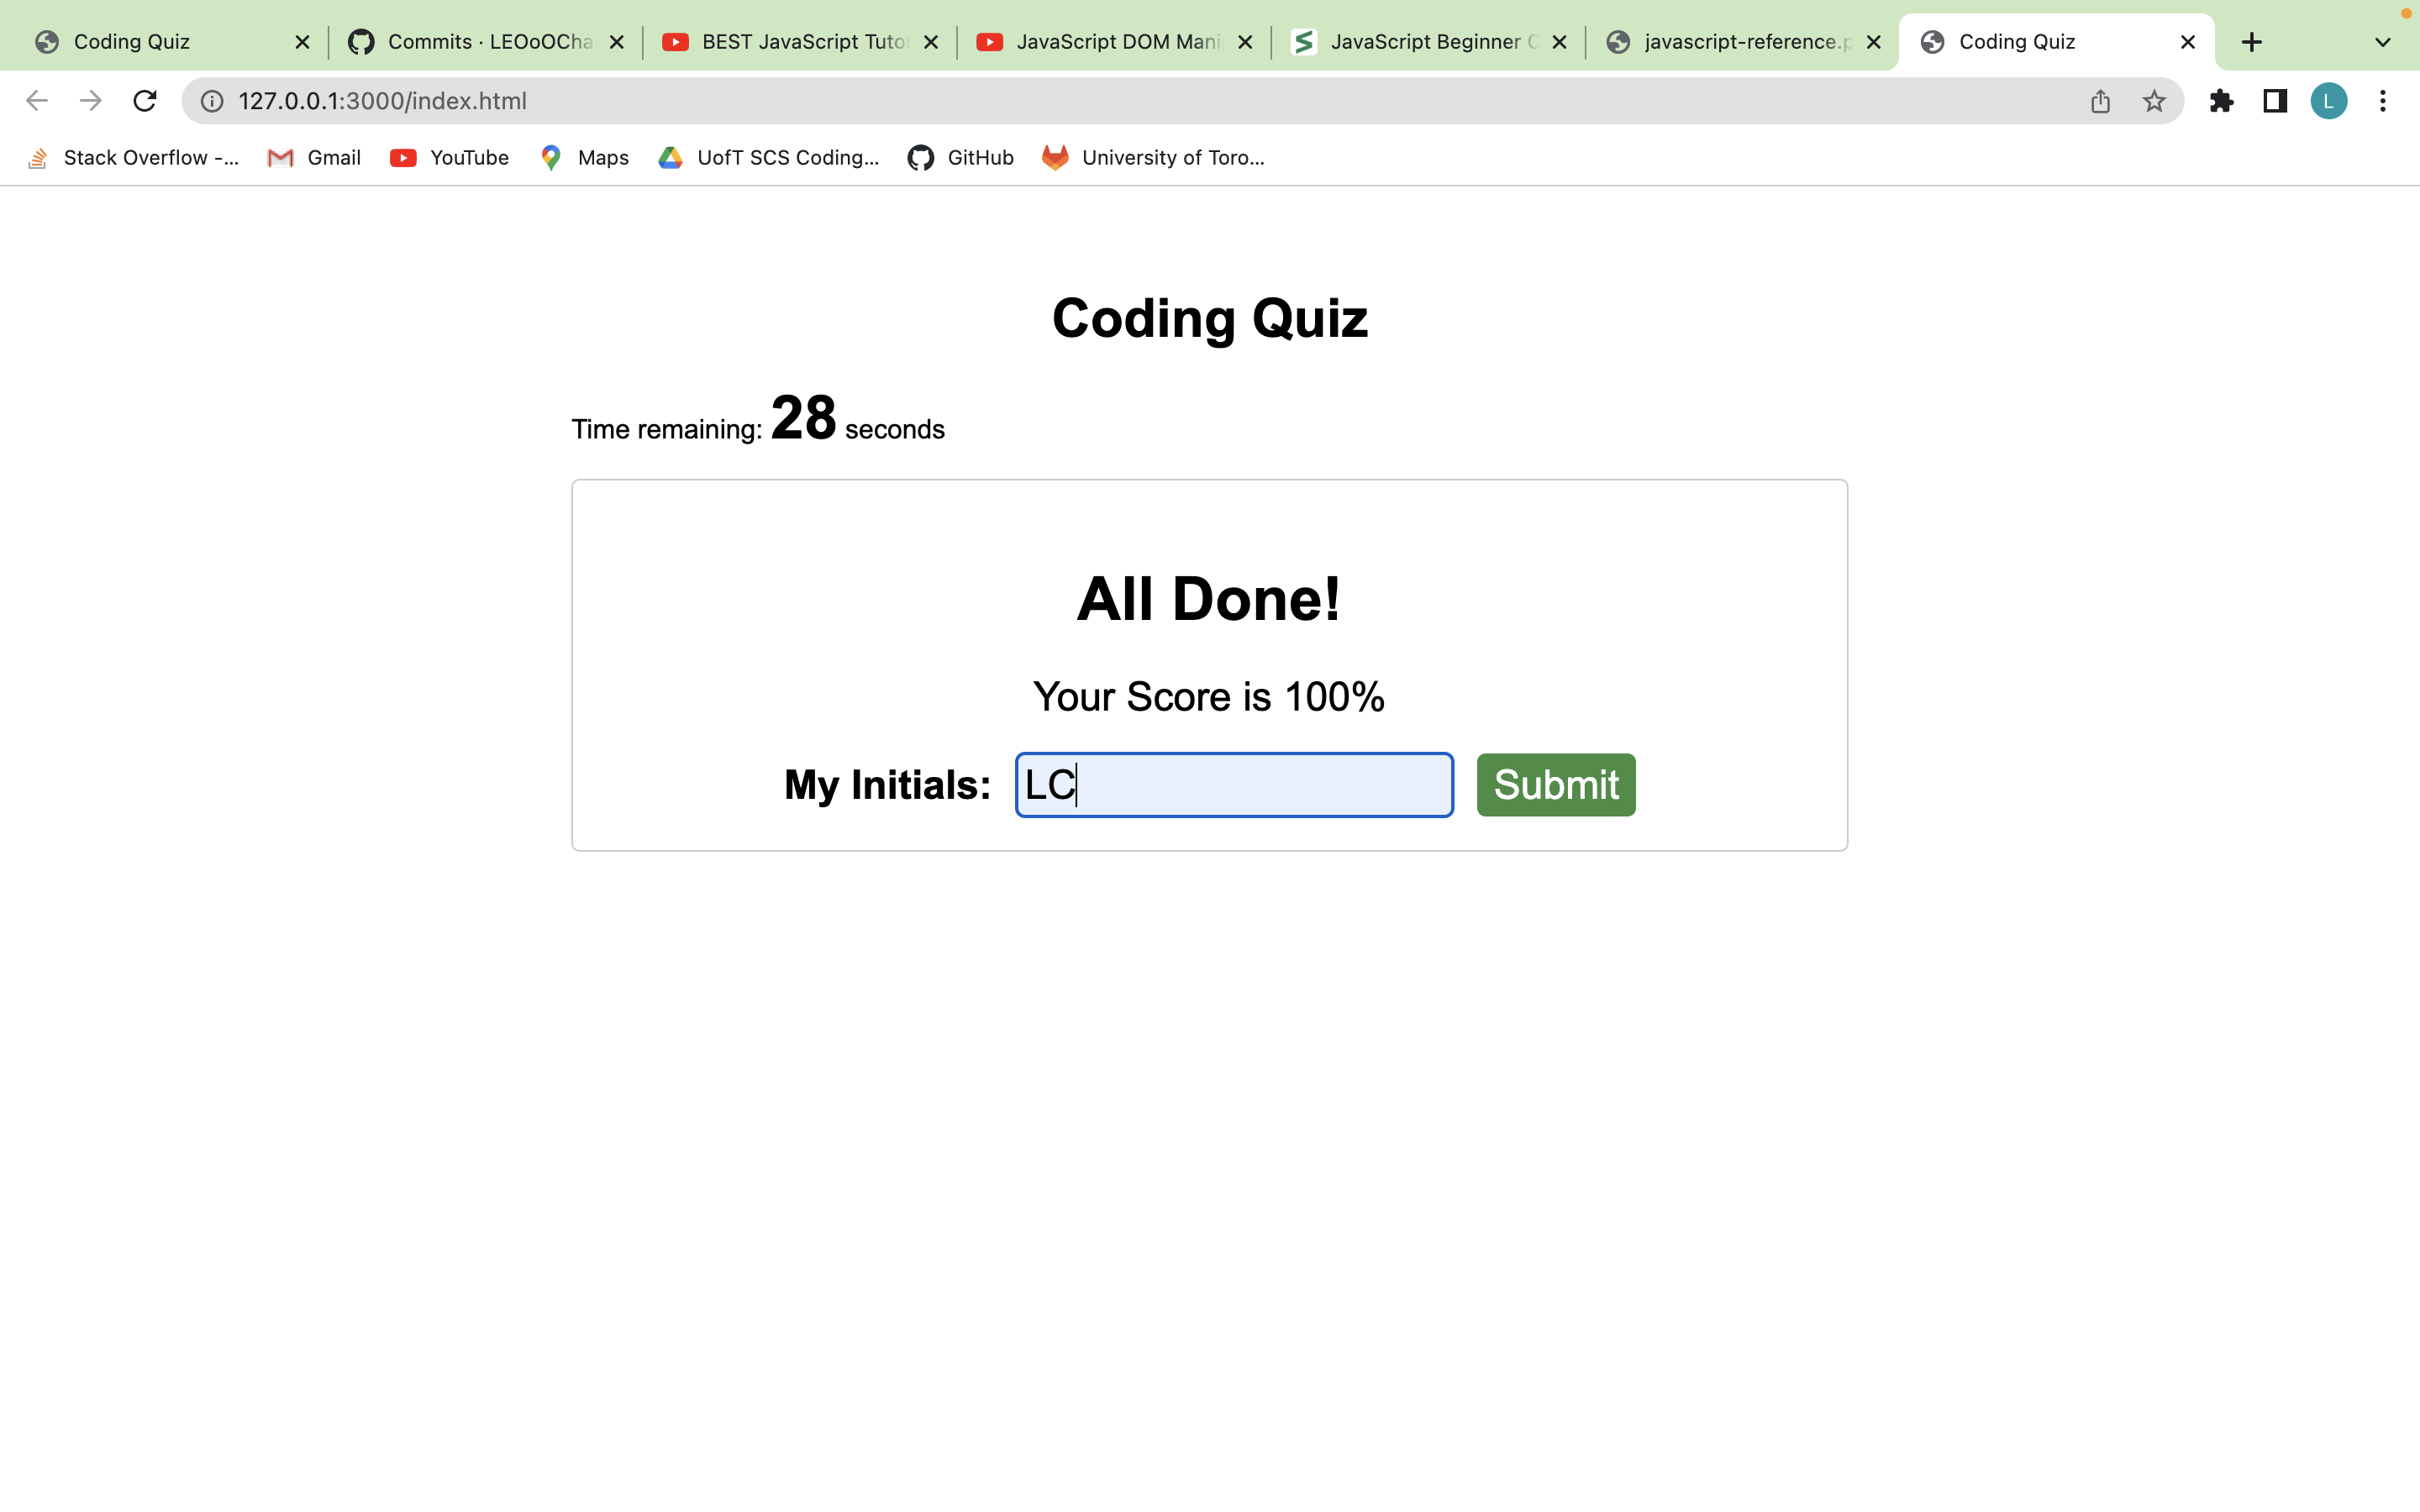 Coding Quiz
Commits · LEOoOCha
BEST JavaScript Tutor
JavaScript DOM Mani
JavaScript Beginner C
javascript-reference.p
Coding Quiz
127.0.0.1:3000/index.html
L
Stack Overflow -...
Gmail
YouTube
Maps
UofT SCS Coding...
GitHub
University of Toro...
Coding Quiz
Time remaining: 28 seconds
All Done!
Your Score is 100%
My Initials: LC Submit